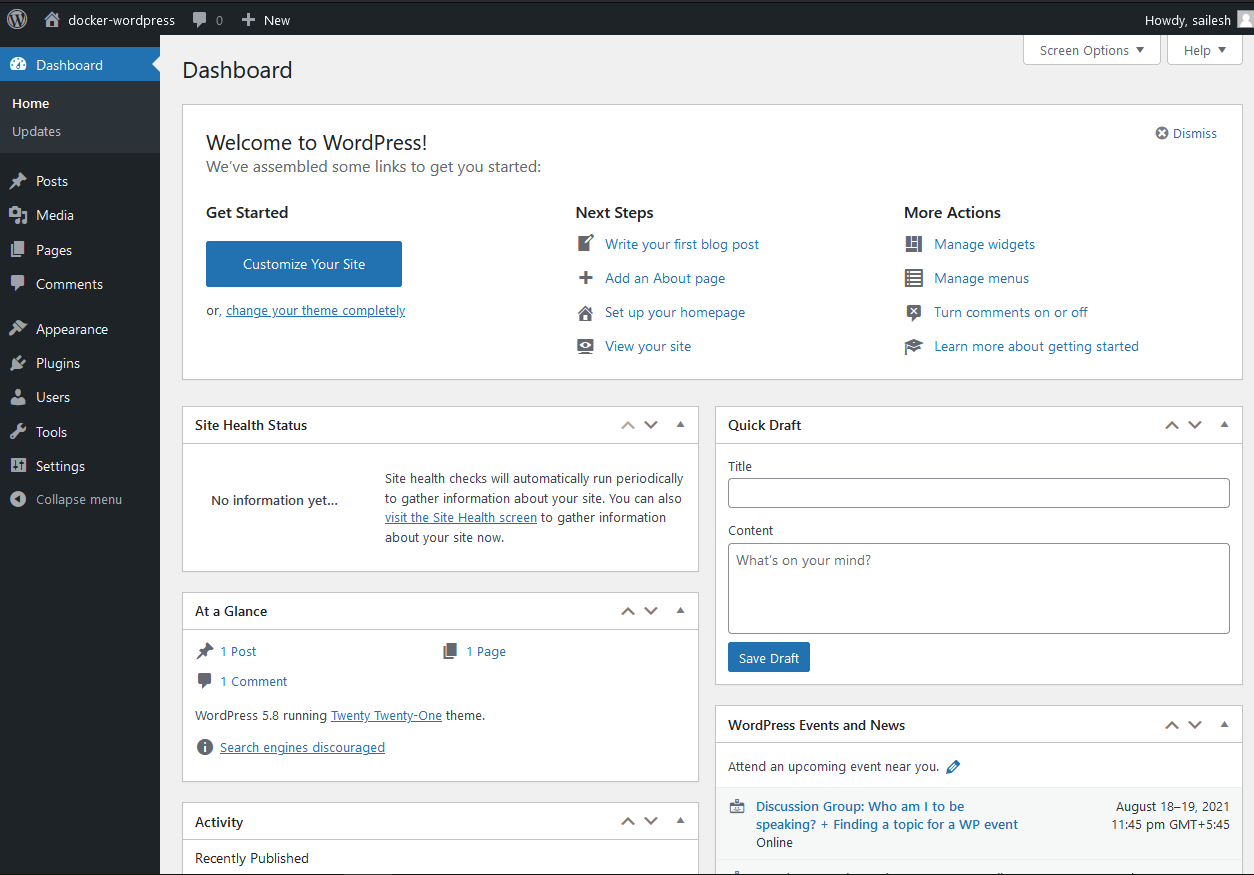 docker-wordpress 0 New Howdy, sailesh
Dashboard
Home
Updates
Posts
Media
Pages
Comments
Appearance
Plugins
Users
Tools
Settings
Collapse menu
Screen Options Help
Dashboard
Welcome to WordPress!
Dismiss
We've assembled some links to get you started:
Get Started
Customize Your Site
or, change your theme completely
Next Steps
Write your first blog post
Add an About page
Set up your homepage
View your site
More Actions
Manage widgets
Manage menus
Turn comments on or off
Learn more about getting started
Site Health Status
No information yet...
Site health checks will automatically run periodically
to gather information about your site. You can also
visit the Site Health screen to gather information
about your site now.
At a Glance
1 Post
1 Page
1 Comment
WordPress 5.8 running Twenty Twenty-One theme.
Search engines discouraged
Activity
Recently Published
Quick Draft
Title
Content
What's on your mind?
Save Draft
WordPress Events and News
Attend an upcoming event near you.
Discussion Group: Who am I to be
speaking? + Finding a topic for a WP event
Online
August 18–19, 2021
11:45 pm GMT+5:45